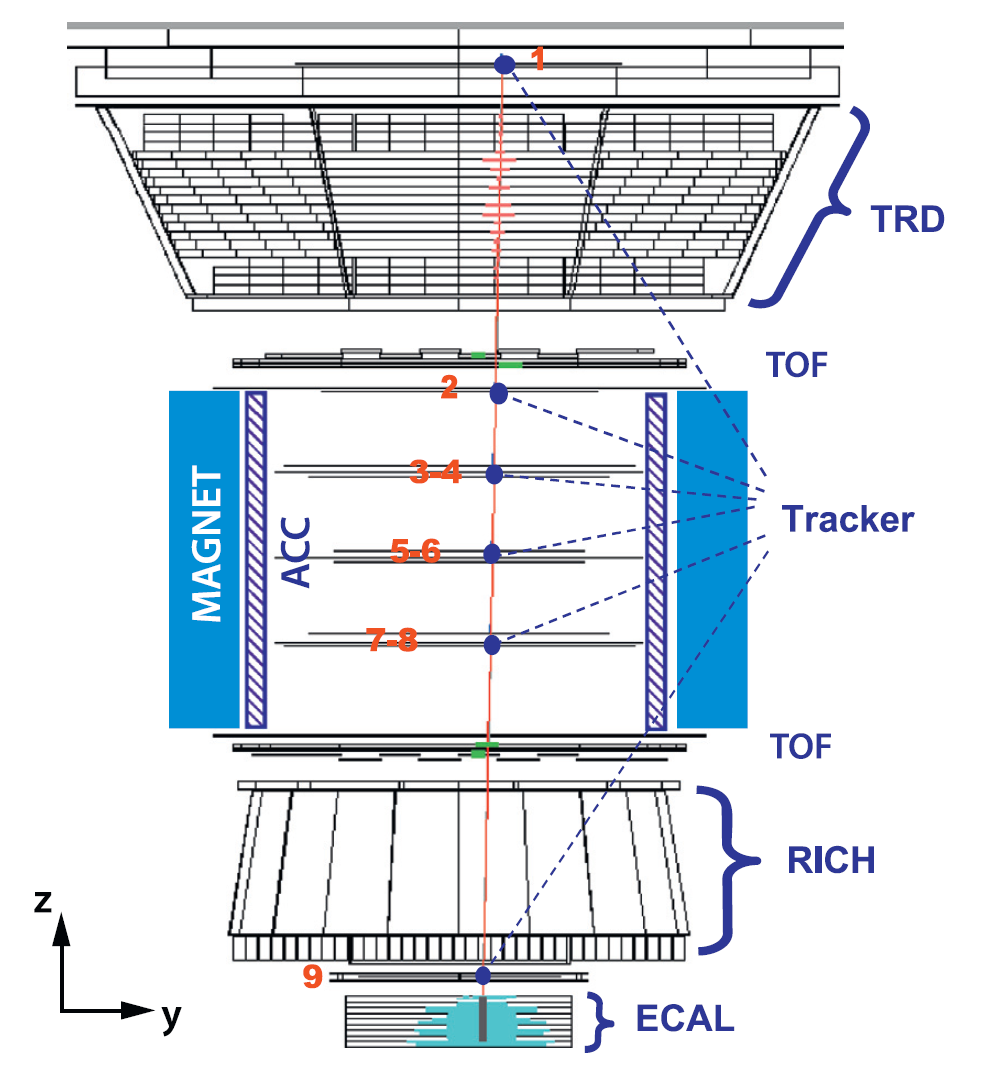 1
TRD
TOF
2
3-4
Tracker
5-6
MAGNET
ACC
7-8
TOF
RICH
z
9
y
ECAL